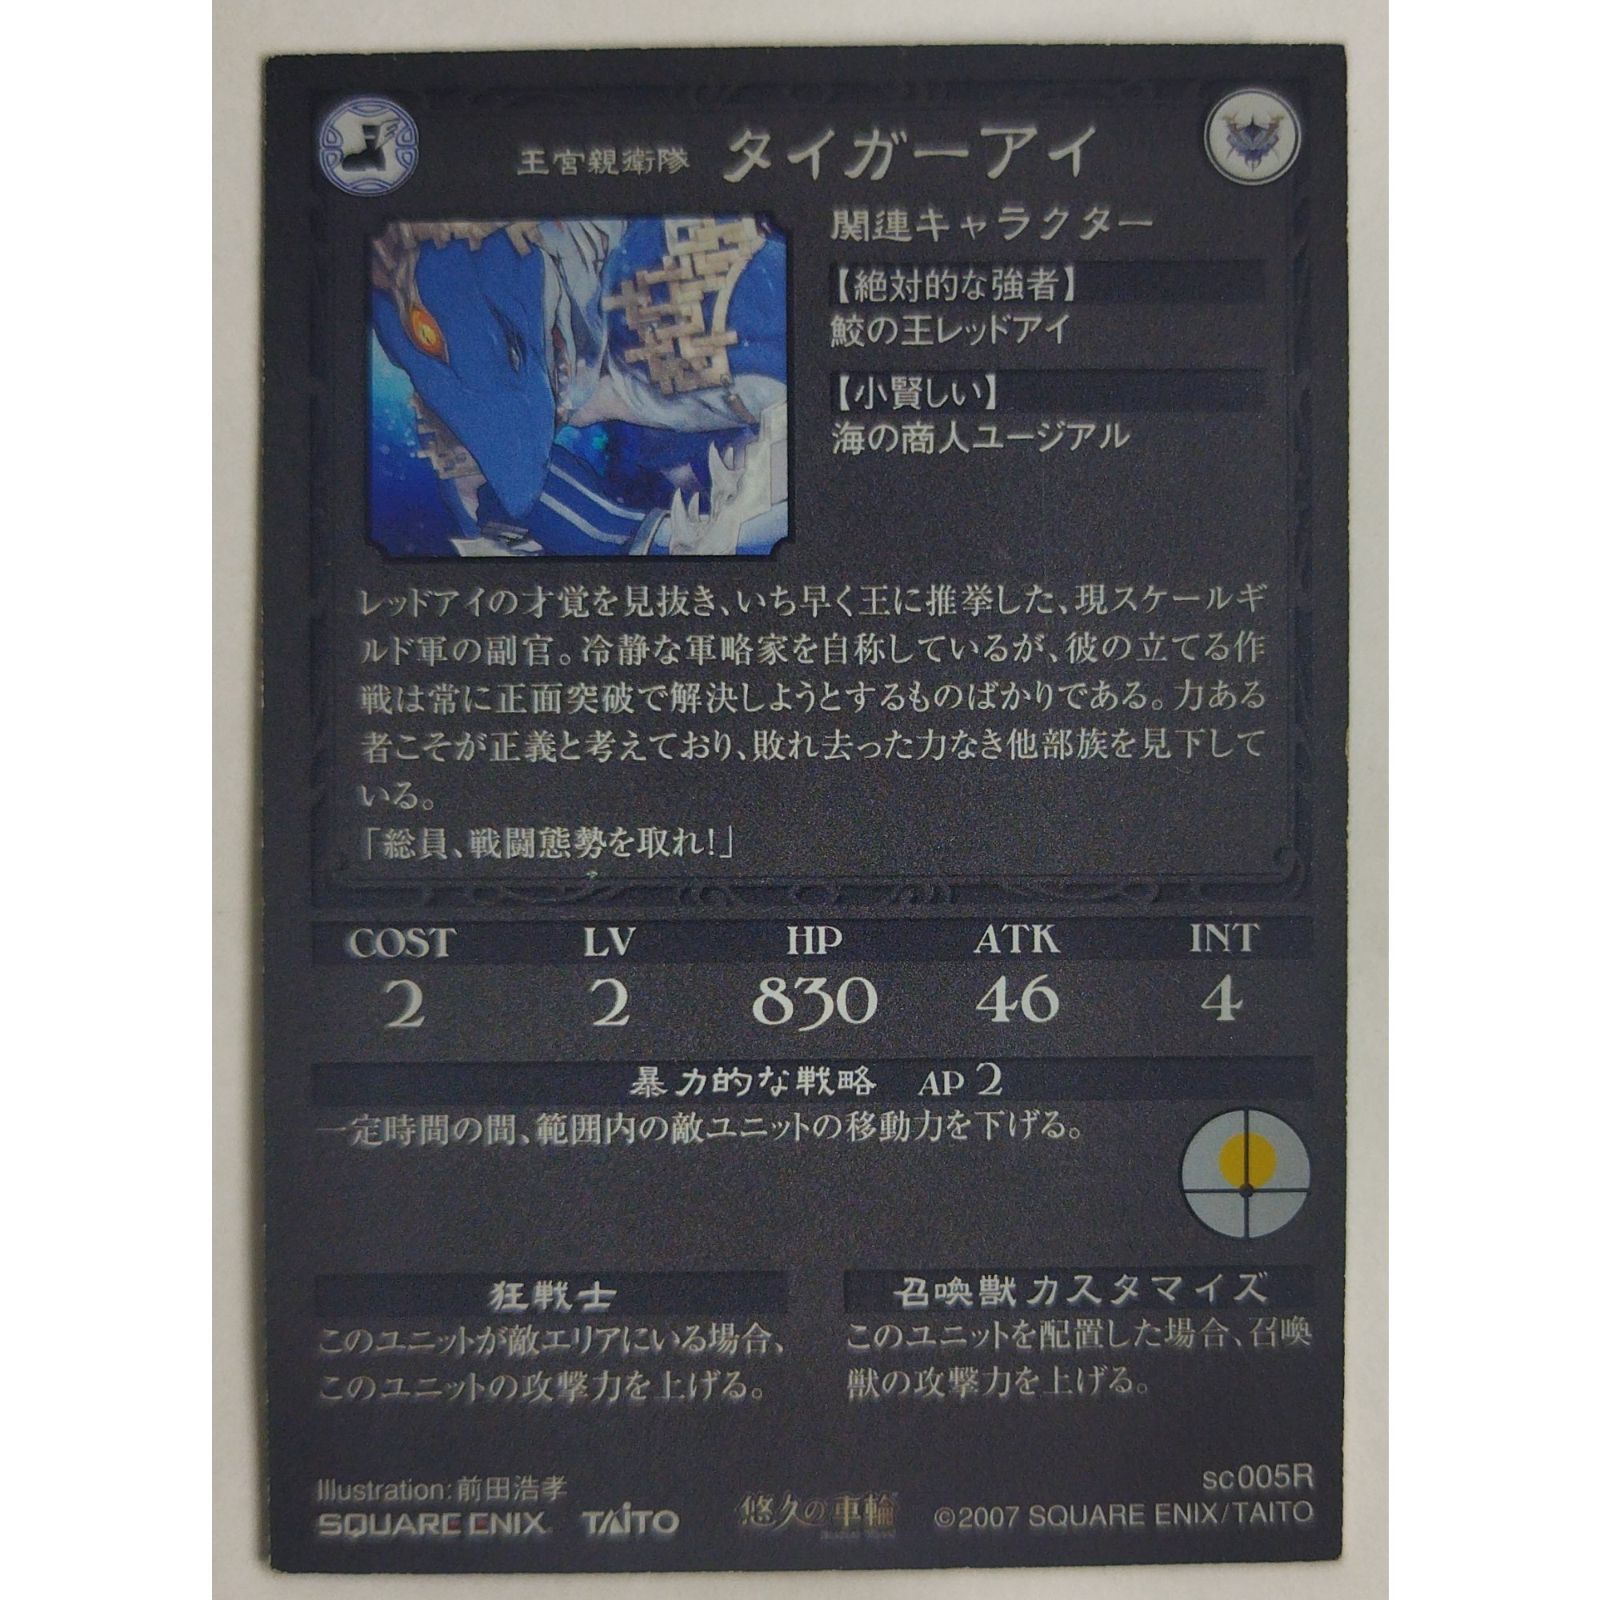 王宮親衛隊 タイガーアイ
関連キャラクター
【絶対的な強者】
鮫の王レッドアイ
【小賢しい】
海の商人ユージアル
レッドアイの才覚を見抜き、いち早く王に推挙した、現スケールギ
ルド軍の副官。冷静な軍略家を自称しているが、彼の立てる作
戦は常に正面突破で解決しようとするものばかりである。力ある
者こそが正義と考えており、敗れ去った力なき他部族を見下して
いる。
「総員、戦闘態勢を取れ!」
COST LV HP ATK INT
2 2 830 46 4
暴力的な戦略 AP 2
一定時間の間、範囲内の敵ユニットの移動力を下げる。
狂戦士
このユニットが敵エリアにいる場合、
このユニットの攻撃力を上げる。
召喚獣カスタマイズ
このユニットを配置した場合、召喚
獣の攻撃力を上げる。
Illustration:前田浩孝
sc005R
SQUARE ENIX TAITO 悠久の車輪 ©2007 SQUARE ENIX/TAITO